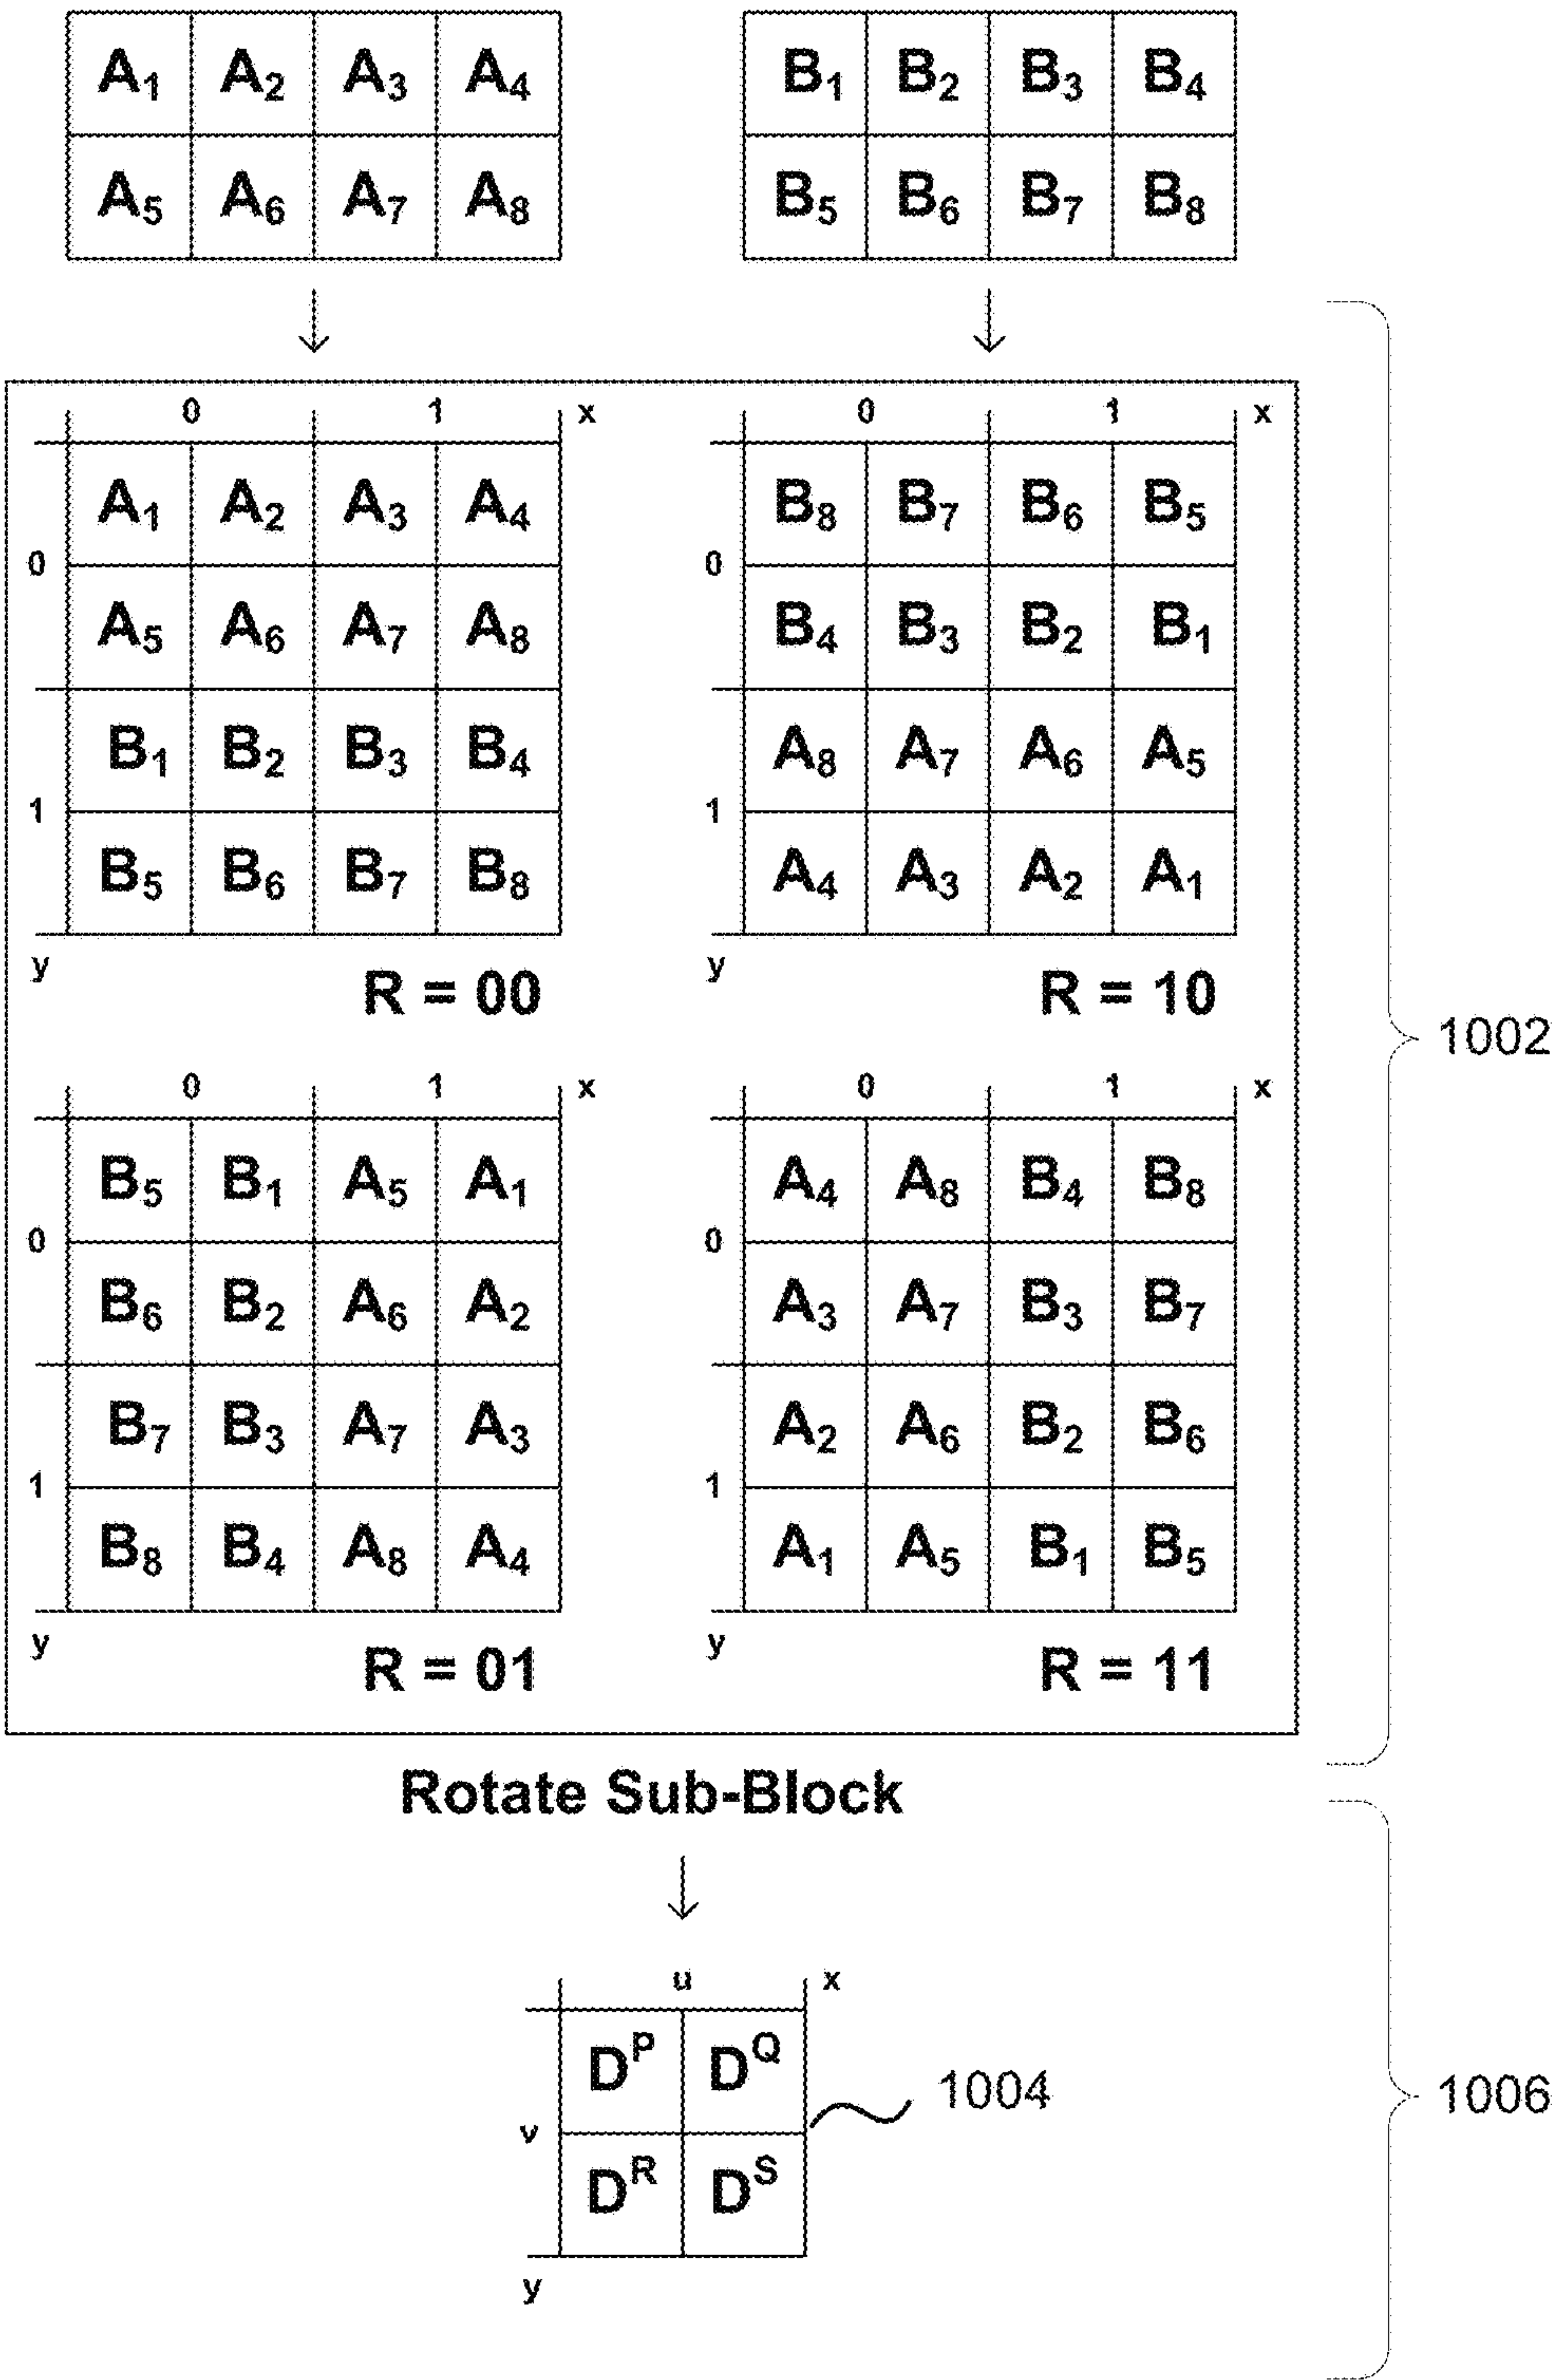 A1 A2 A3 A4 B1 B2 B3 B4
A5 A6 A7 A8 B5 B6 B7 B8
0 1 x 0 1 x
A1 A2 A3 A4 B8 B7 B6 B5
0 0
A5 A6 A7 A8 B4 B3 B2 B1
B1 B2 B3 B4 A8 A7 A6 A5
1 1
B5 B6 B7 B8 A4 A3 A2 A1
y y
R = 00 R = 10
1002
0 1 x 0 1 x
B5 B1 A5 A1 A4 A8 B4 B8
0 0
B6 B2 A6 A2 A3 A7 B3 B7
B7 B3 A7 A3 A2 A6 B2 B6
1 1
B8 B4 A8 A4 A1 A5 B1 B5
y y
R = 01 R = 11
Rotate Sub-Block
u x
DP DQ
1004
1006
v
DR DS
y